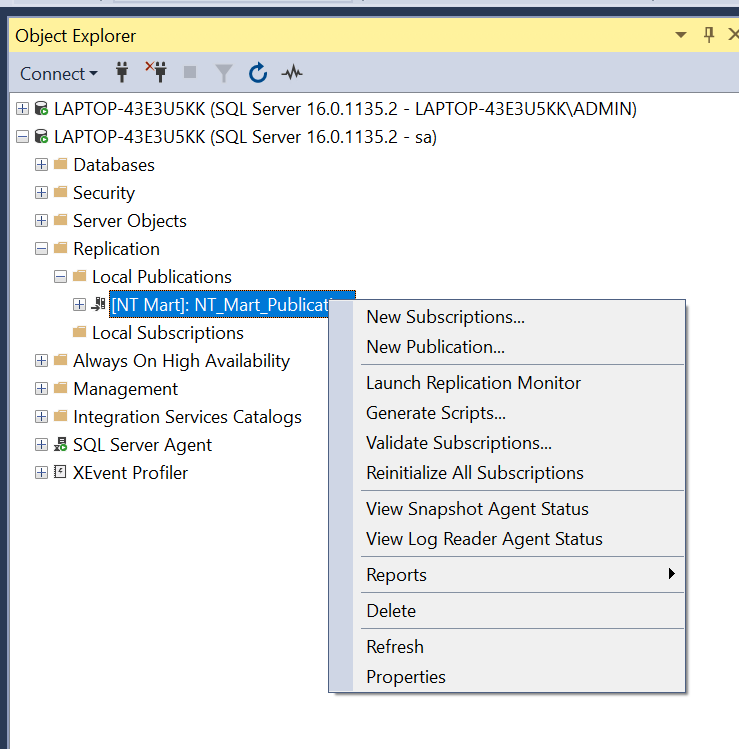 Object Explorer
Connect
LAPTOP-43E3U5KK (SQL Server 16.0.1135.2 - LAPTOP-43E3U5KK\ADMIN)
LAPTOP-43E3U5KK (SQL Server 16.0.1135.2 - sa)
Databases
Security
Server Objects
Replication
Local Publications
[NT Mart]: NT_Mart_Publicati
Local Subscriptions
Always On High Availability
Management
Integration Services Catalogs
SQL Server Agent
XEvent Profiler
New Subscriptions...
New Publication...
Launch Replication Monitor
Generate Scripts...
Validate Subscriptions...
Reinitialize All Subscriptions
View Snapshot Agent Status
View Log Reader Agent Status
Reports
Delete
Refresh
Properties